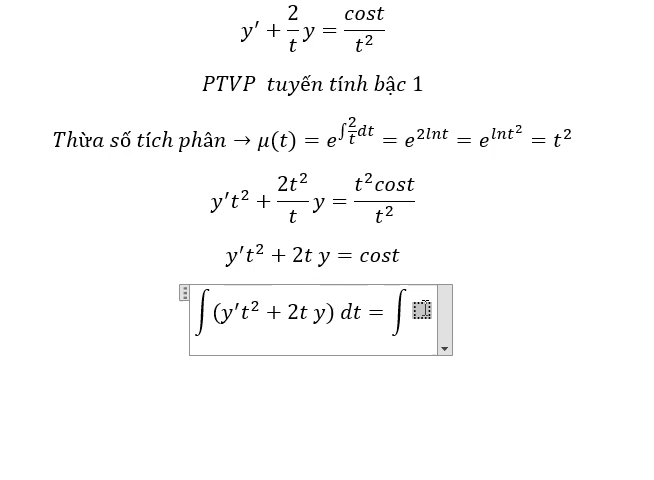 y′ + 2/t y = cost/t²
PTVP tuyến tính bậc 1
Thừa số tích phân → μ(t) = e^(∫2/t dt) = e^(2lnt) = e^(lnt²) = t²
y′t² + 2t²/t y = t²cost/t²
y′t² + 2t y = cost
∫(y′t² + 2t y) dt = ∫